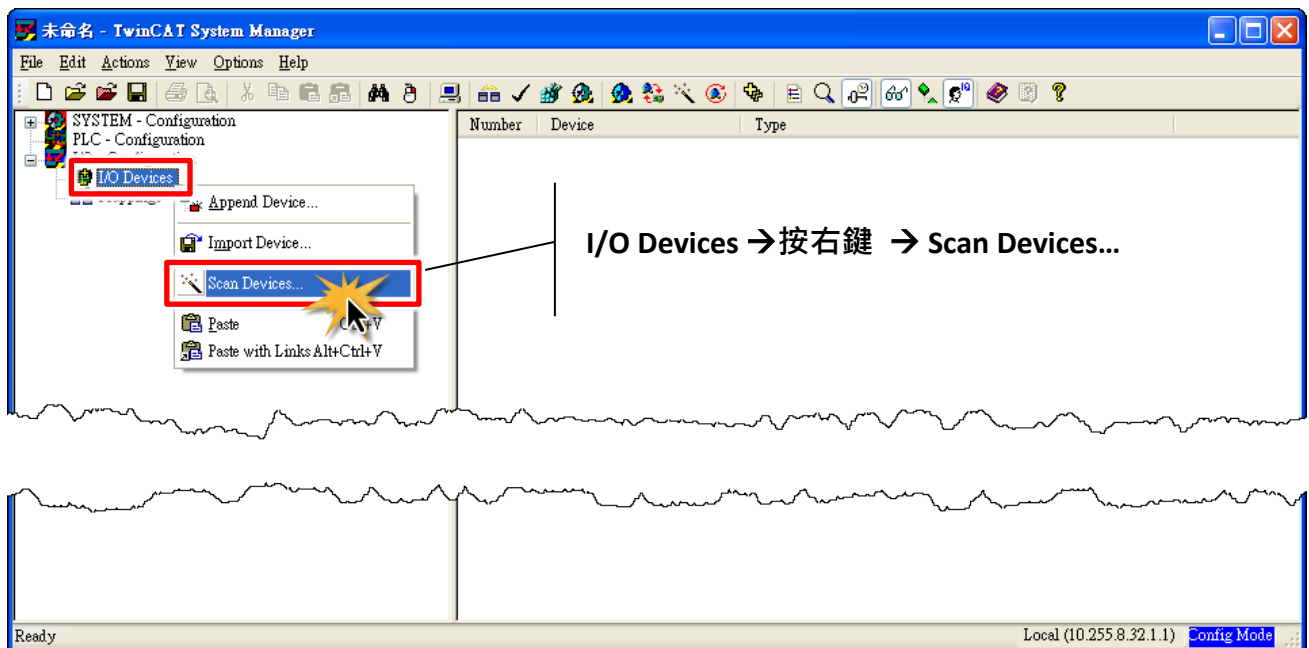 未命名 - TwinCAT System Manager
File Edit Actions View Options Help
SYSTEM - Configuration
PLC - Configuration
I/O Devices
Number Device Type
Append Device...
Import Device...
Scan Devices...
Paste
Paste with Links Alt+Ctrl+V
I/O Devices →按右鍵 → Scan Devices…
Ready
Local (10.255.8.32.1.1) Config Mode